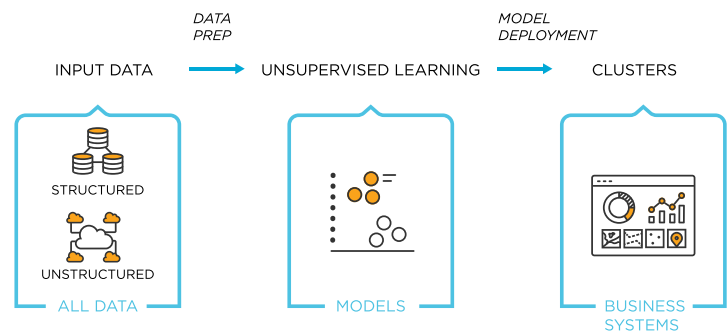 DATA
PREP
MODEL
DEPLOYMENT
INPUT DATA
UNSUPERVISED LEARNING
CLUSTERS
STRUCTURED
UNSTRUCTURED
ALL DATA
MODELS
BUSINESS
SYSTEMS